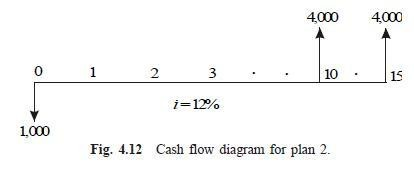 4,000 4,000
0 1 2 3 . . 10 . 15
i=12%
1,000
Fig. 4.12 Cash flow diagram for plan 2.